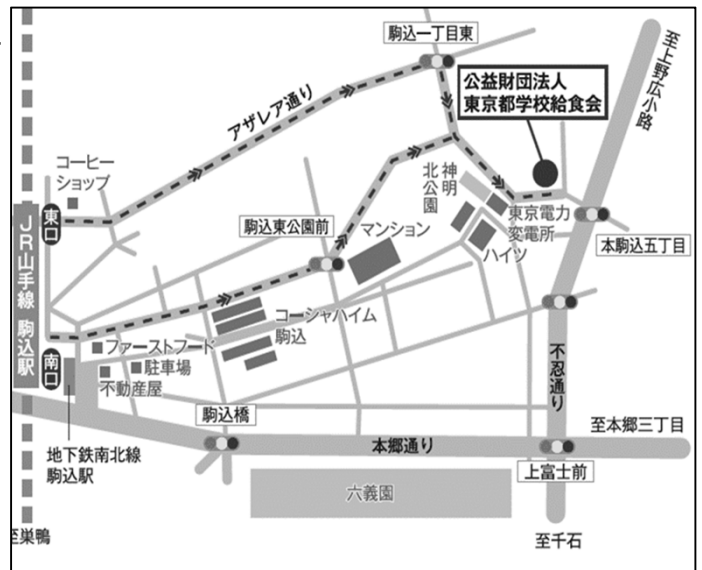 駒込一丁目東
公益財団法人
東京都学校給食会
至上野広小路
アザレア通り
コーヒー
ショップ
東口
JR山手線 駒込駅
駒込東公園前
マンション
神明
北公園
東京電力
変電所
ハイツ
本駒込五丁目
コーシャハイム
駒込
ファーストフード
駐車場
不動産屋
南口
不忍通り
駒込橋
至本郷三丁目
本郷通り
地下鉄南北線
駒込駅
上富士前
六義園
至巣鴨
至千石